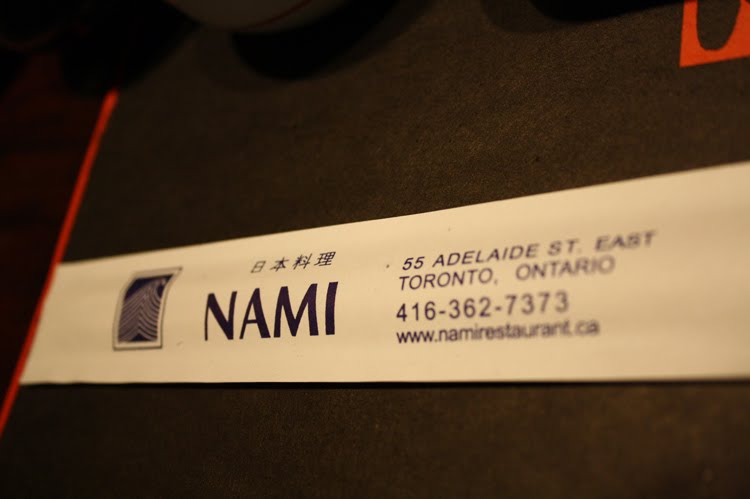 日本料理
NAMI
55 ADELAIDE ST. EAST
TORONTO, ONTARIO
416-362-7373
www.namirestaurant.ca